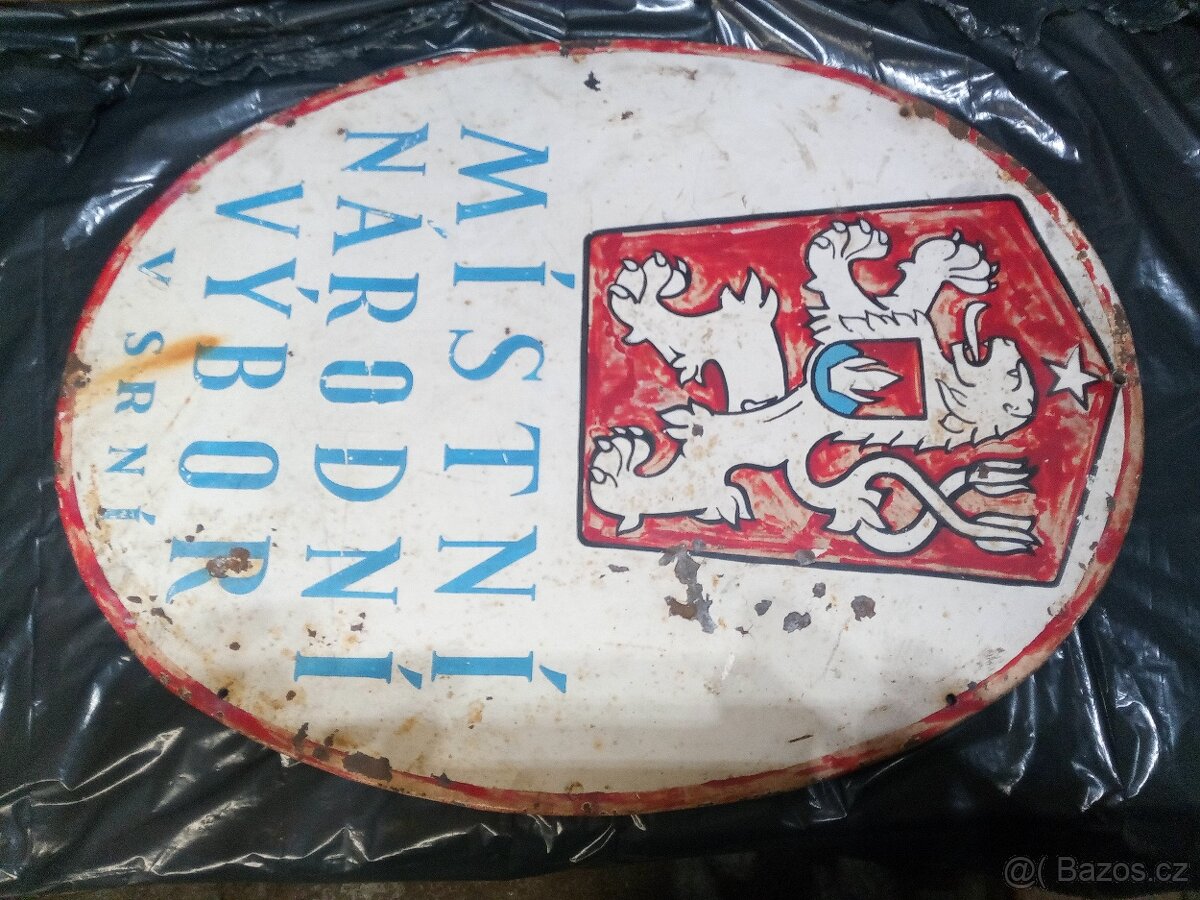 MÍSTNÍ
NÁRODNÍ
VÝBOR
V SRNÍ
@( Bazos.cz